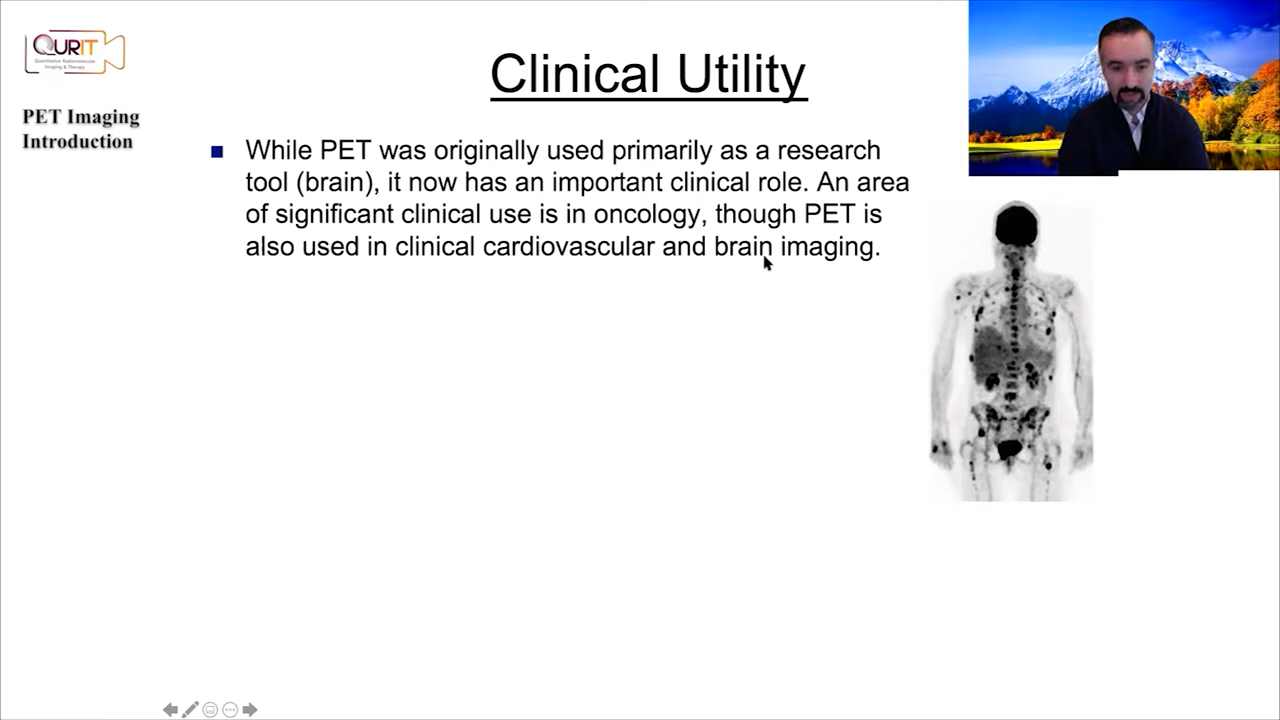 QURIT
Quantitative Radiomolecular
Imaging & Therapy
PET Imaging
Introduction
Clinical Utility
While PET was originally used primarily as a research
tool (brain), it now has an important clinical role. An area
of significant clinical use is in oncology, though PET is
also used in clinical cardiovascular and brain imaging.